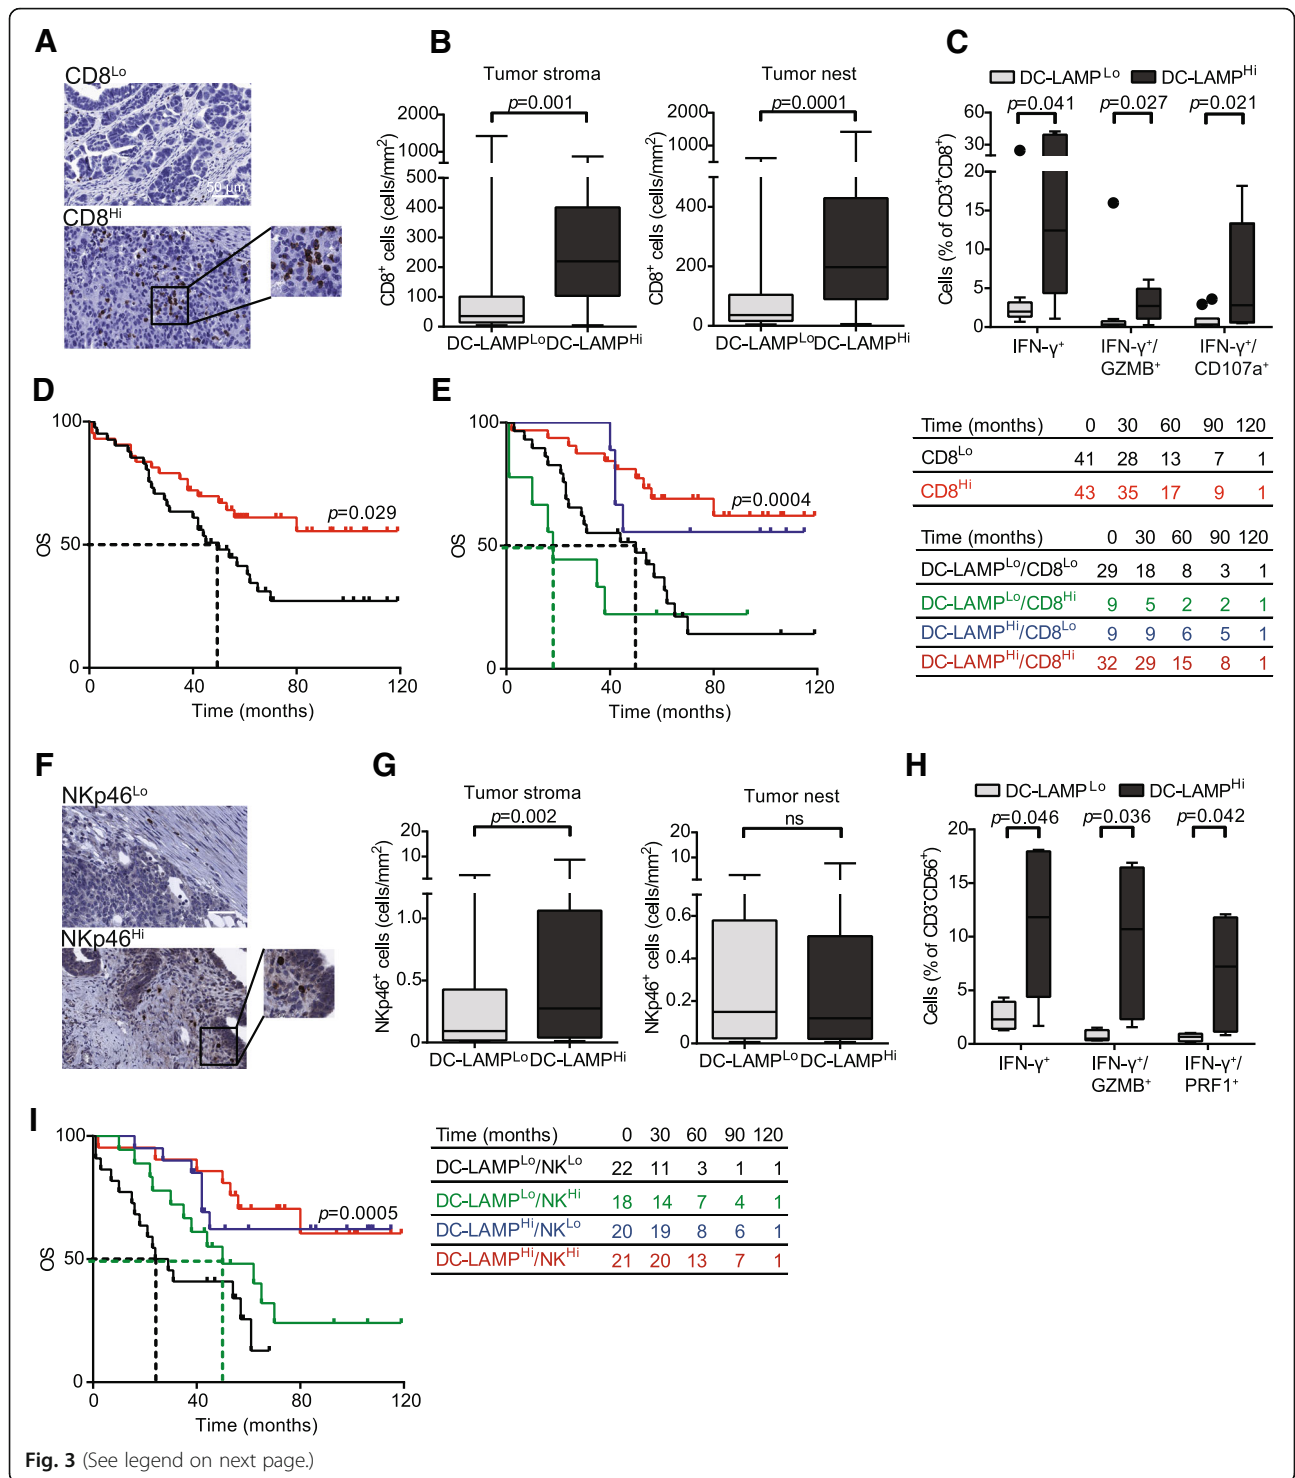 A
CD8Lo
50 µm
CD8Hi
B
Tumor stroma
p=0.001
CD8+ cells (cells/mm2)
2000
1000
500
400
300
200
100
0
DC-LAMPLo DC-LAMPHi
Tumor nest
p=0.0001
CD8+ cells (cells/mm2)
2000
1000
400
200
0
DC-LAMPLo DC-LAMPHi
C
DC-LAMPLo DC-LAMPHi
p=0.041 p=0.027 p=0.021
Cells (% of CD3+CD8+)
60
30
20
15
10
5
0
IFN-γ+
IFN-γ+/
GZMB+
IFN-γ+/
CD107a+
D
OS
100
50
0
p=0.029
0 40 80 120
Time (months)
E
OS
100
50
0
p=0.0004
0 40 80 120
Time (months)
Time (months) 0 30 60 90 120
CD8Lo 41 28 13 7 1
CD8Hi 43 35 17 9 1
Time (months) 0 30 60 90 120
DC-LAMPLo/CD8Lo 29 18 8 3 1
DC-LAMPLo/CD8Hi 9 5 2 2 1
DC-LAMPHi/CD8Lo 9 9 6 5 1
DC-LAMPHi/CD8Hi 32 29 15 8 1
F
NKp46Lo
NKp46Hi
G
Tumor stroma
p=0.002
NKp46+ cells (cells/mm2)
20
10
1.0
0.5
0
DC-LAMPLo DC-LAMPHi
Tumor nest
ns
NKp46+ cells (cells/mm2)
20
10
0.6
0.4
0.2
0
DC-LAMPLo DC-LAMPHi
H
DC-LAMPLo DC-LAMPHi
p=0.046 p=0.036 p=0.042
Cells (% of CD3-CD56+)
20
15
10
5
0
IFN-γ+
IFN-γ+/
GZMB+
IFN-γ+/
PRF1+
I
OS
100
50
0
p=0.0005
0 40 80 120
Time (months)
Time (months) 0 30 60 90 120
DC-LAMPLo/NKLo 22 11 3 1 1
DC-LAMPLo/NKHi 18 14 7 4 1
DC-LAMPHi/NKLo 20 19 8 6 1
DC-LAMPHi/NKHi 21 20 13 7 1
Fig. 3 (See legend on next page.)